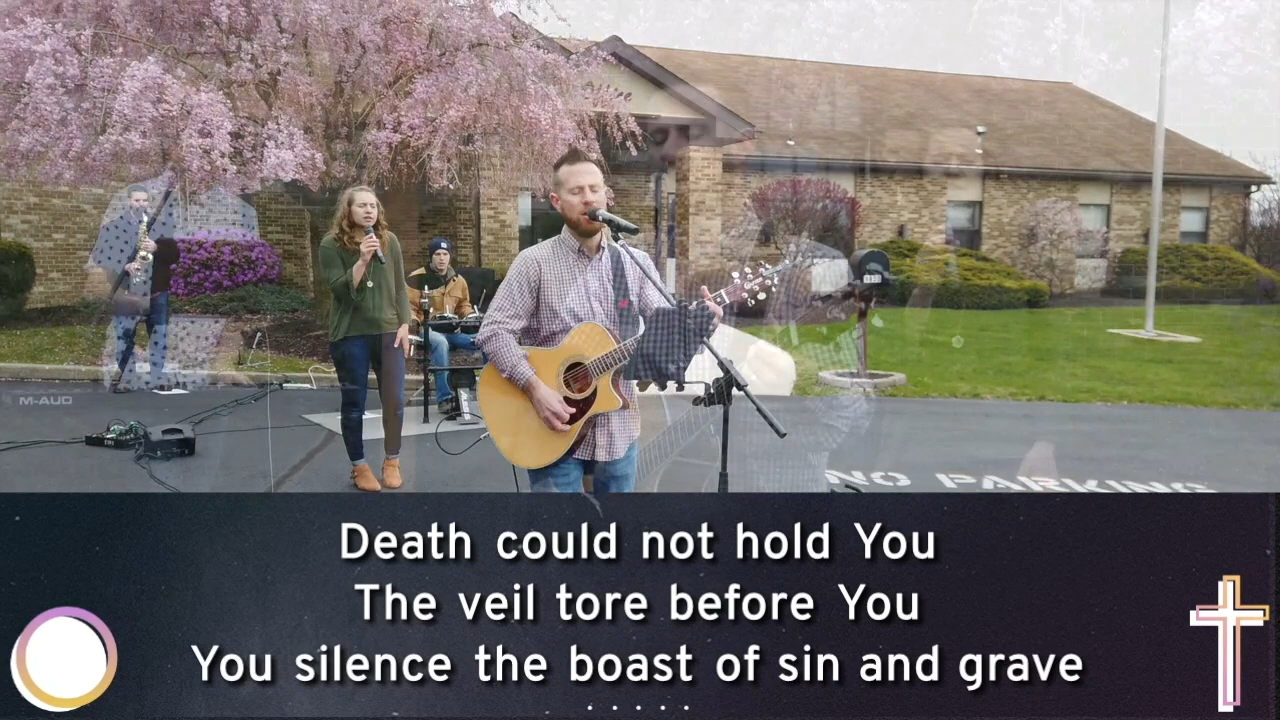 M-AUD
NO PARKING
Death could not hold You
The veil tore before You
You silence the boast of sin and grave